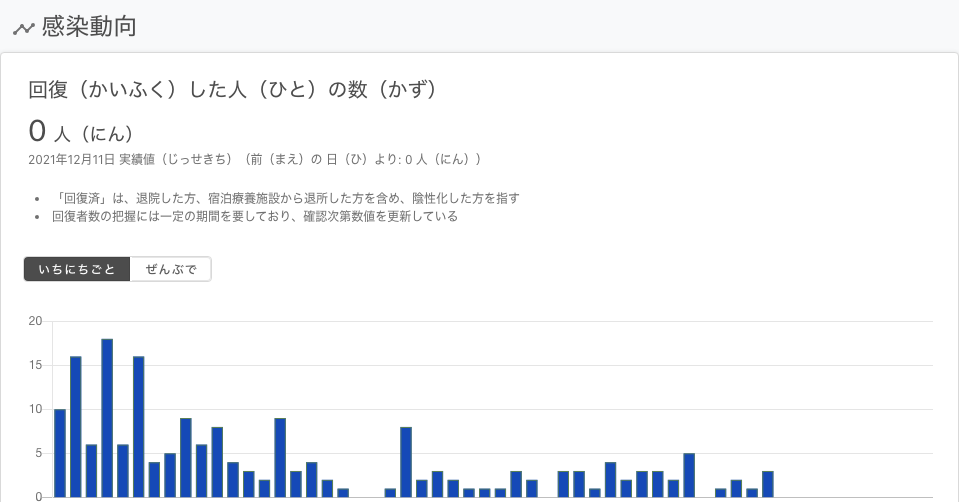 感染動向
回復（かいふく）した人（ひと）の数（かず）
0 人（にん）
2021年12月11日 実績値（じっせきち）（前（まえ）の 日（ひ）より: 0 人（にん））
「回復済」は、退院した方、宿泊療養施設から退所した方を含め、陰性化した方を指す
回復者数の把握には一定の期間を要しており、確認次第数値を更新している
いちにちごと ぜんぶで
20
15
10
5
0